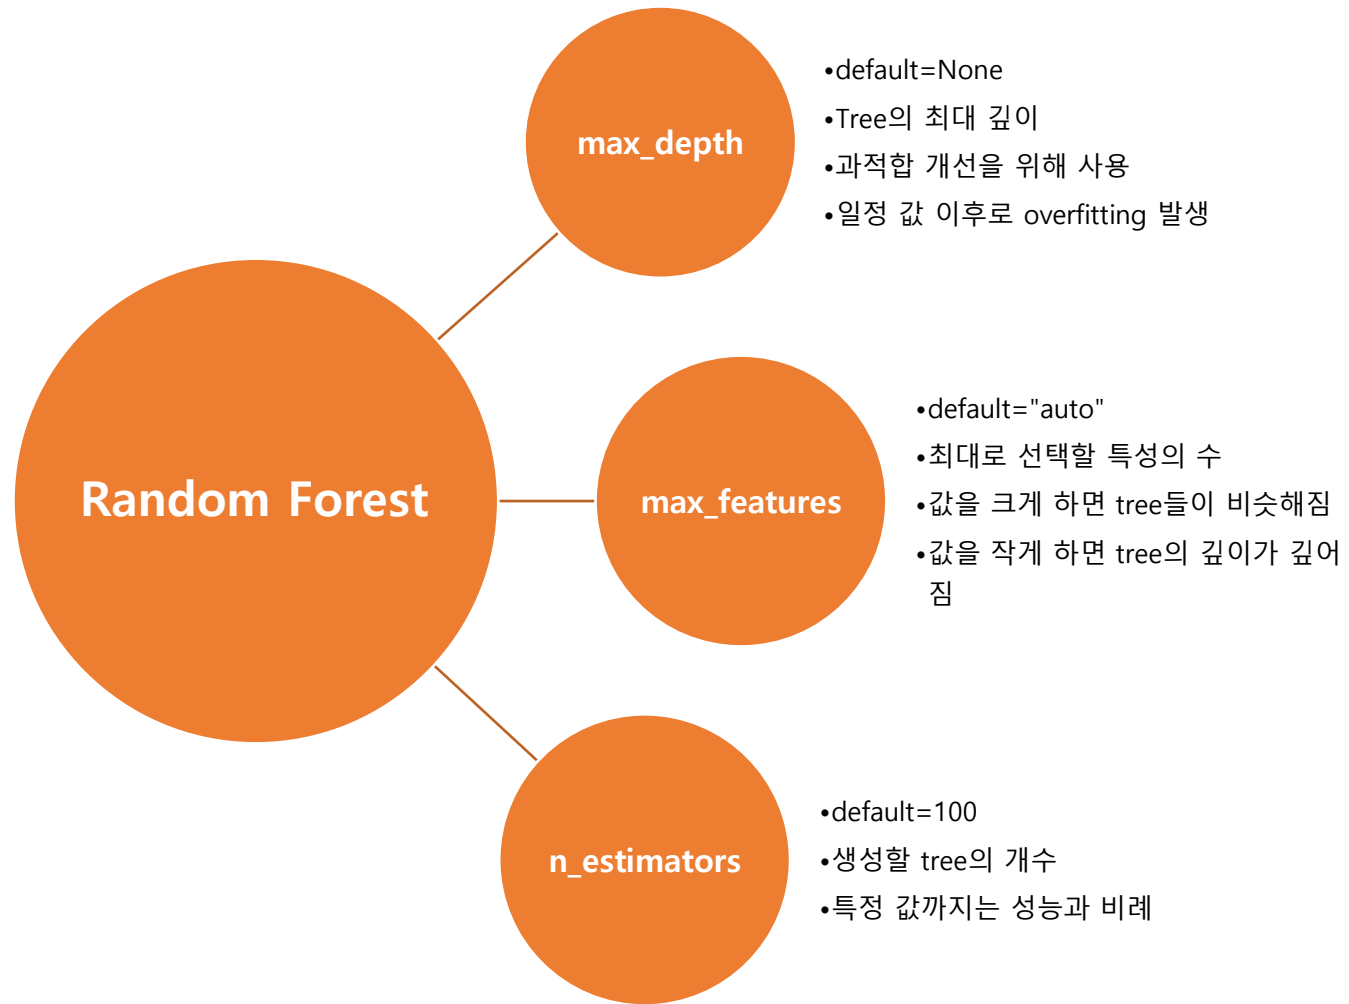 max_depth
•default=None
•Tree의 최대 깊이
•과적합 개선을 위해 사용
•일정 값 이후로 overfitting 발생
Random Forest
max_features
•default="auto"
•최대로 선택할 특성의 수
•값을 크게 하면 tree들이 비슷해짐
•값을 작게 하면 tree의 깊이가 깊어
짐
n_estimators
•default=100
•생성할 tree의 개수
•특정 값까지는 성능과 비례